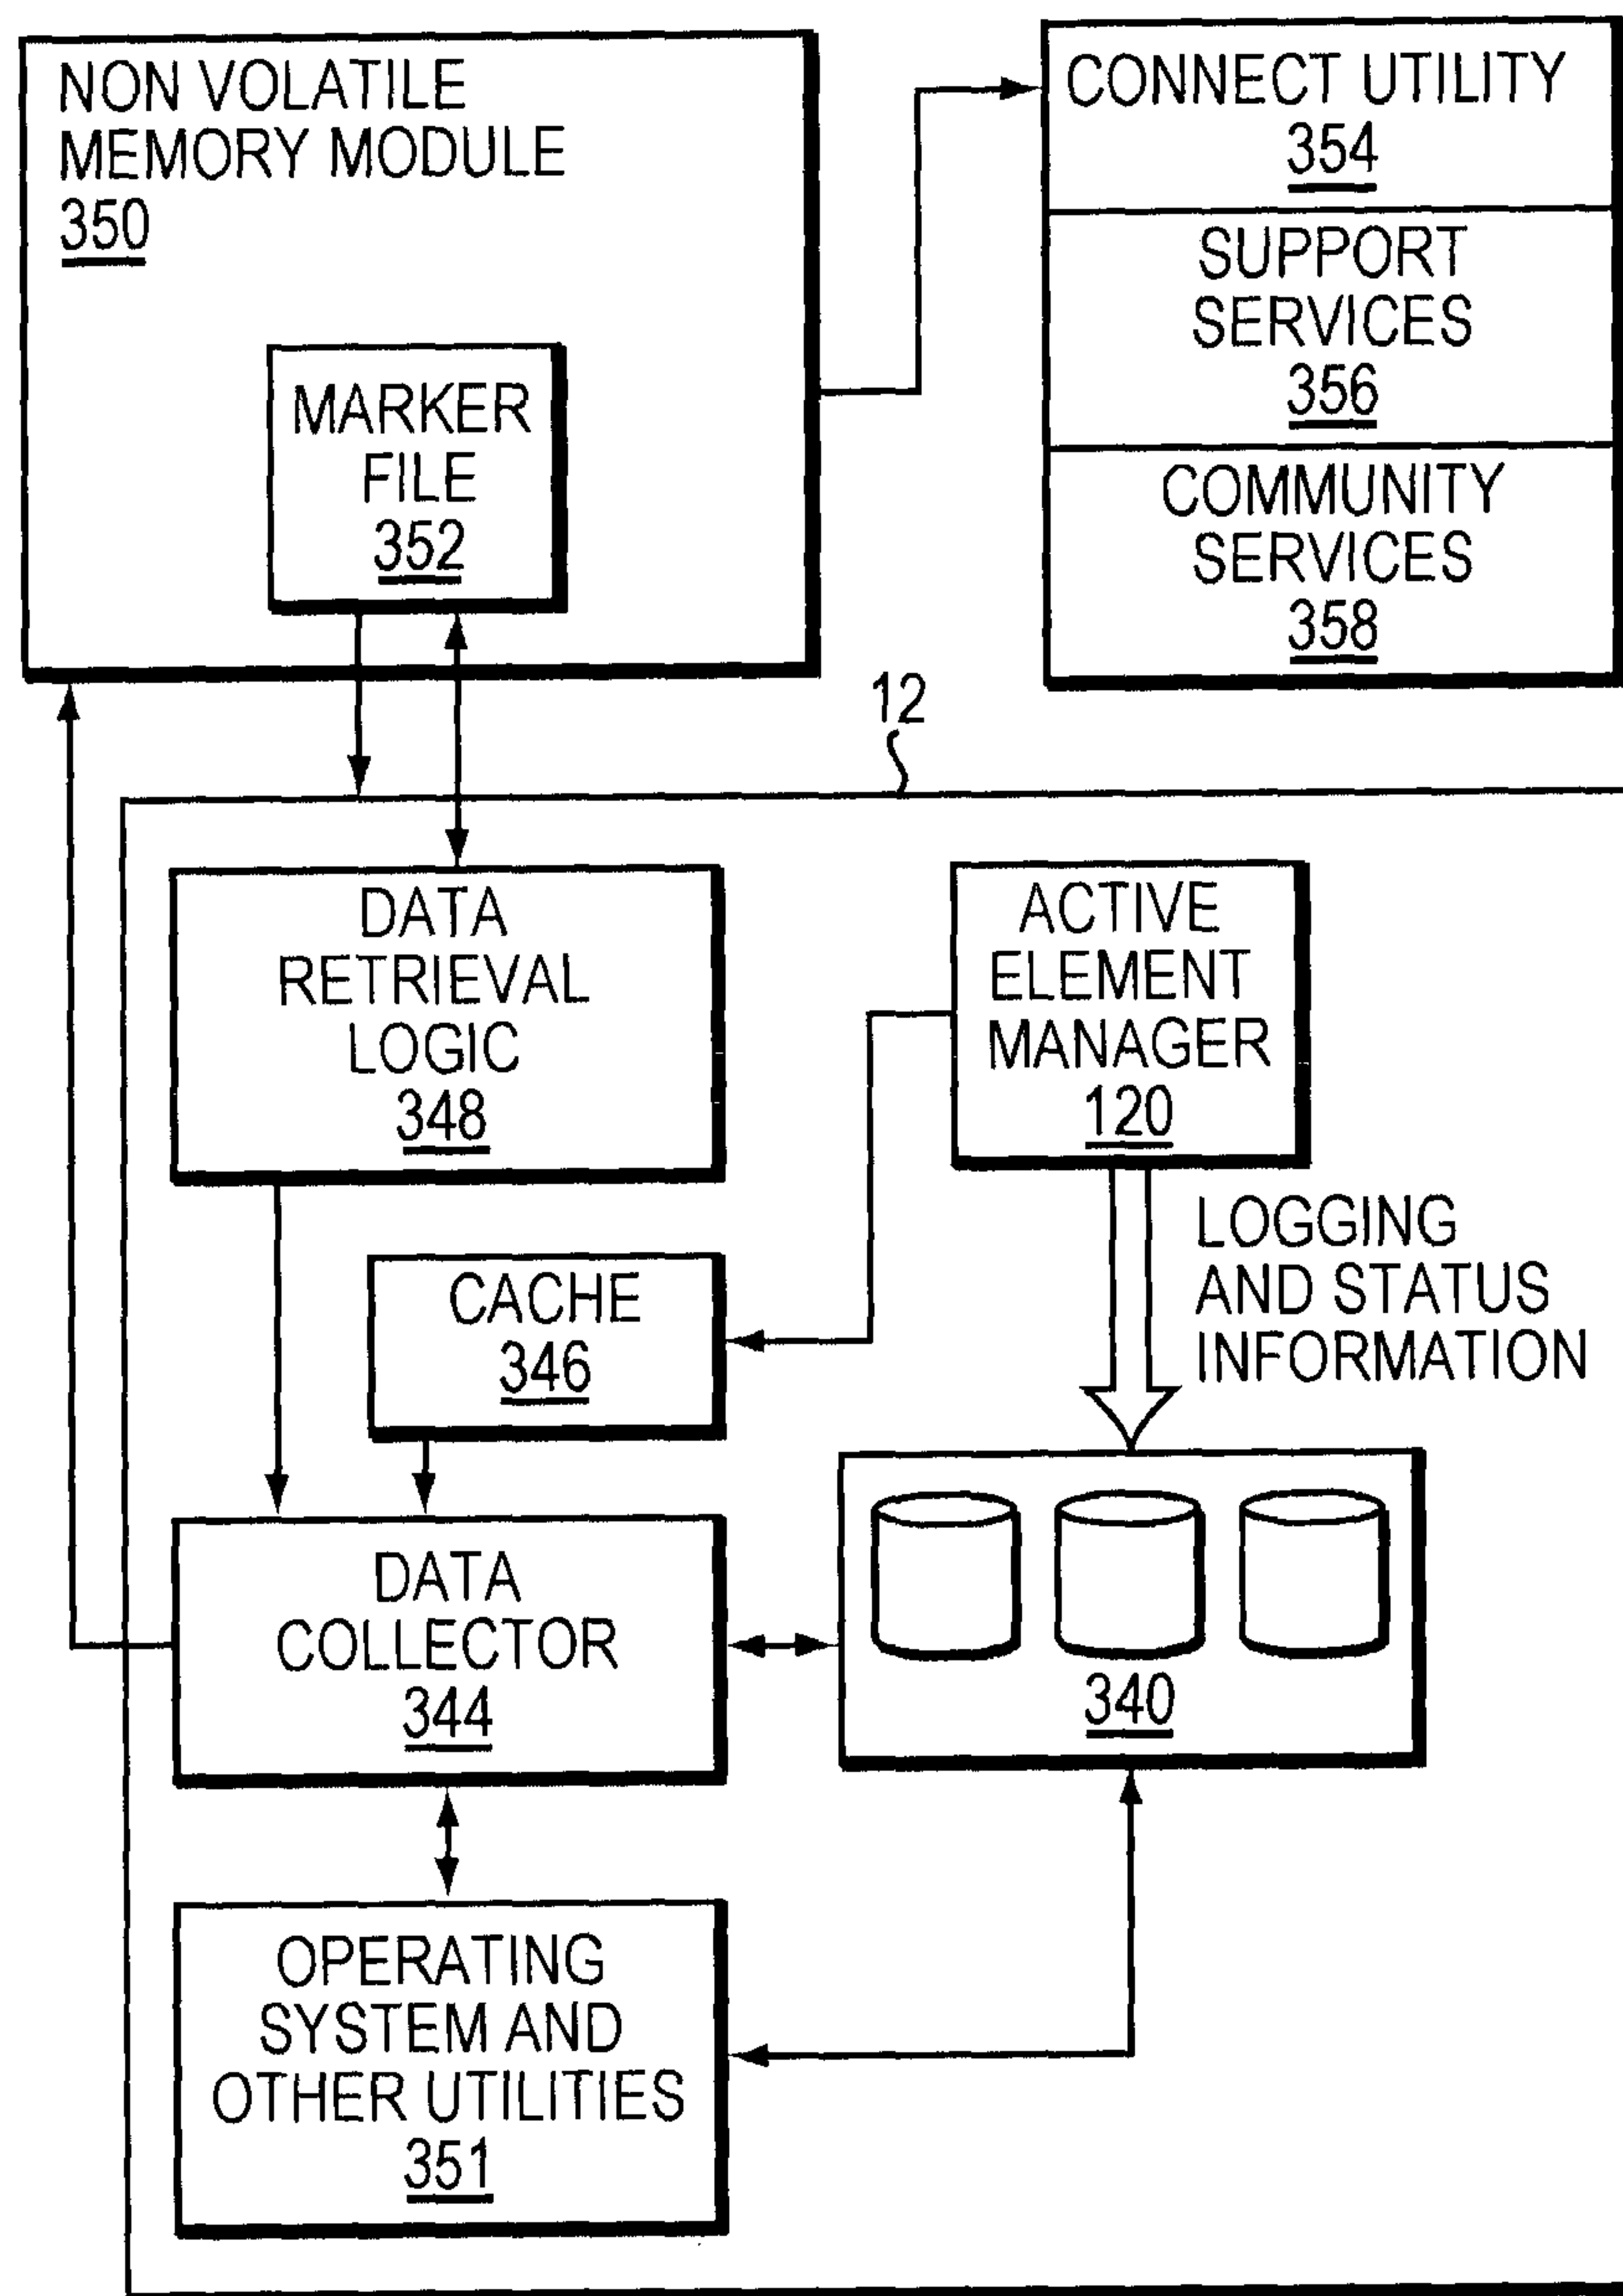 NON VOLATILE
MEMORY MODULE
350
MARKER
FILE
352
CONNECT UTILITY
354
SUPPORT
SERVICES
356
COMMUNITY
SERVICES
358
12
DATA
RETRIEVAL
LOGIC
348
ACTIVE
ELEMENT
MANAGER
120
LOGGING
AND STATUS
INFORMATION
CACHE
346
DATA
COLLECTOR
344
340
OPERATING
SYSTEM AND
OTHER UTILITIES
351